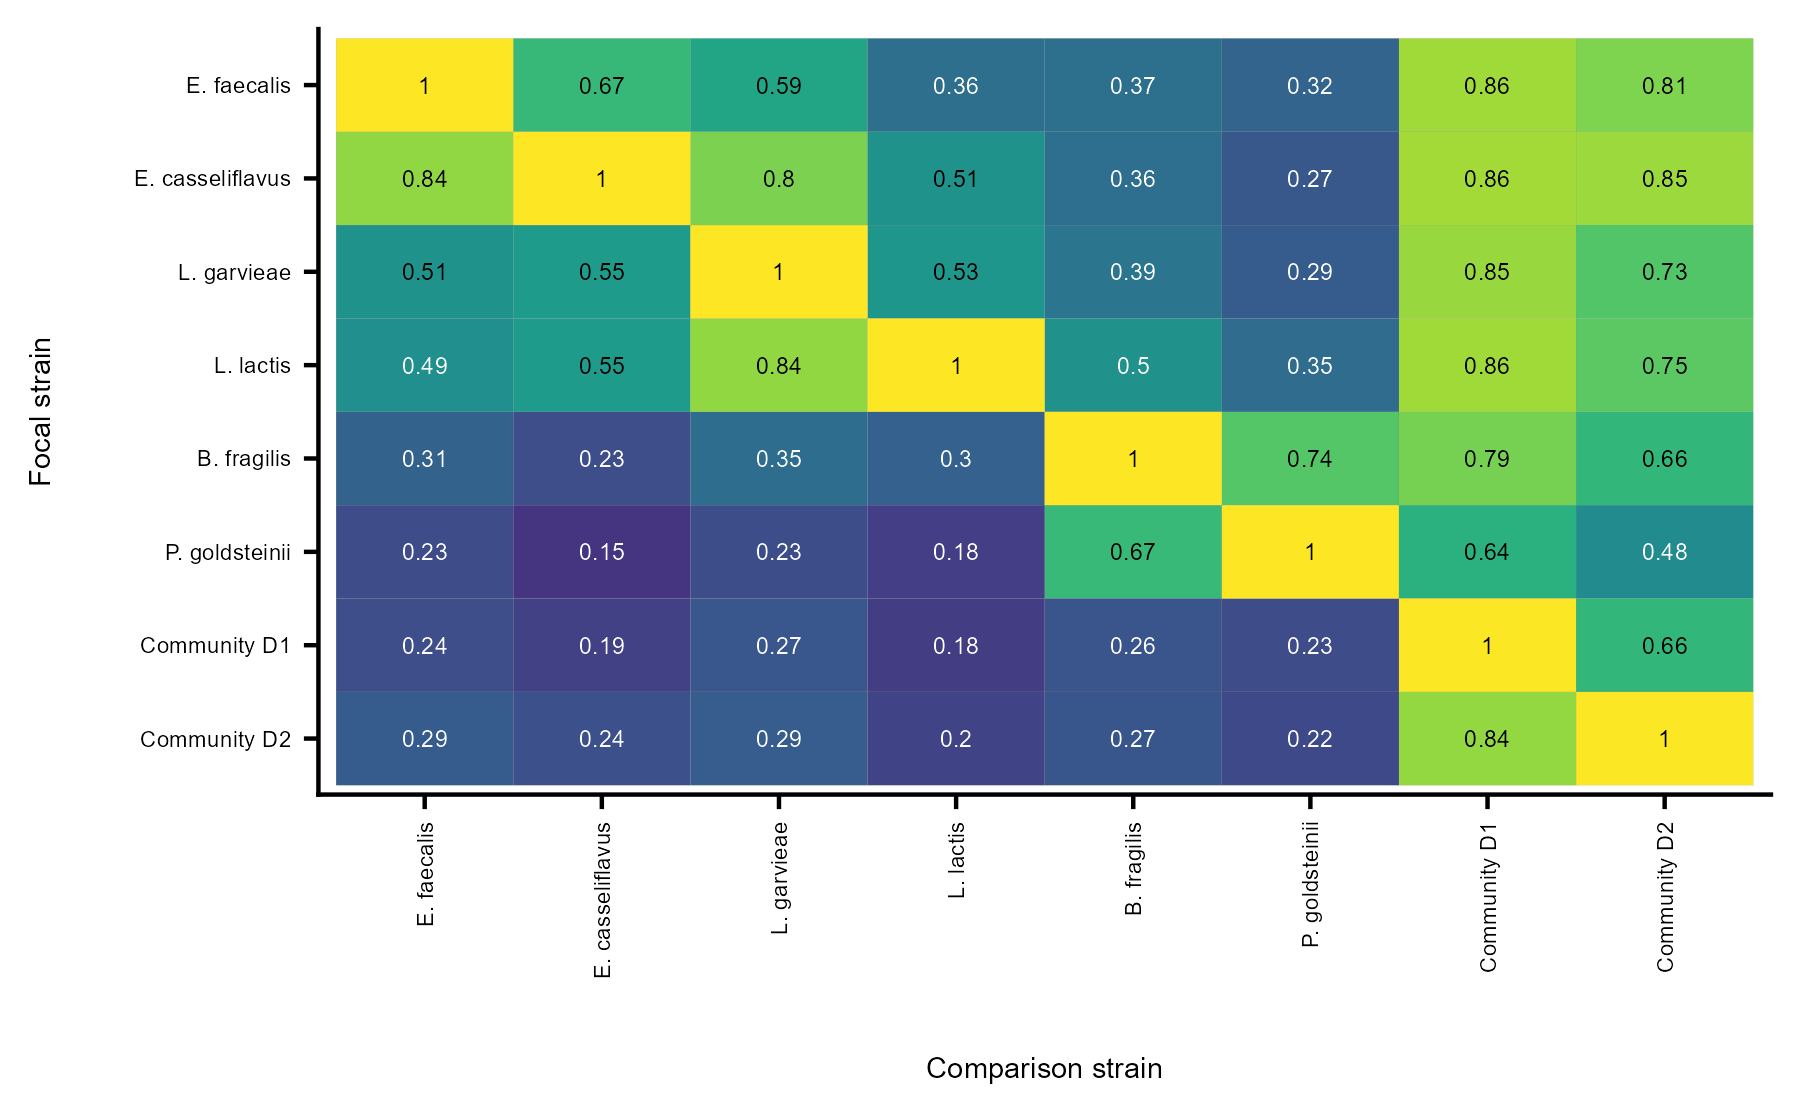 E. faecalis 1 0.67 0.59 0.36 0.37 0.32 0.86 0.81
E. casseliflavus 0.84 1 0.8 0.51 0.36 0.27 0.86 0.85
L. garvieae 0.51 0.55 1 0.53 0.39 0.29 0.85 0.73
L. lactis 0.49 0.55 0.84 1 0.5 0.35 0.86 0.75
B. fragilis 0.31 0.23 0.35 0.3 1 0.74 0.79 0.66
P. goldsteinii 0.23 0.15 0.23 0.18 0.67 1 0.64 0.48
Community D1 0.24 0.19 0.27 0.18 0.26 0.23 1 0.66
Community D2 0.29 0.24 0.29 0.2 0.27 0.22 0.84 1
Focal strain
E. faecalis
E. casseliflavus
L. garvieae
L. lactis
B. fragilis
P. goldsteinii
Community D1
Community D2
Comparison strain